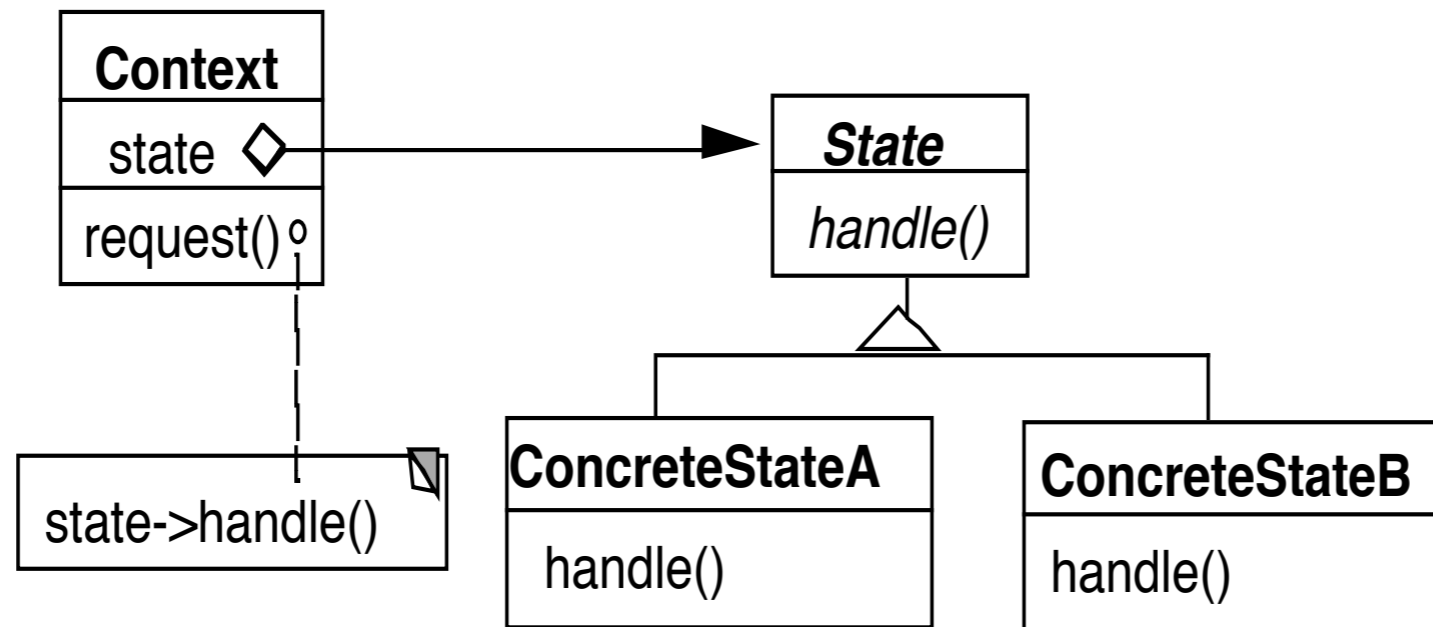 Context
state
request()
state->handle()
State
handle()
ConcreteStateA
handle()
ConcreteStateB
handle()